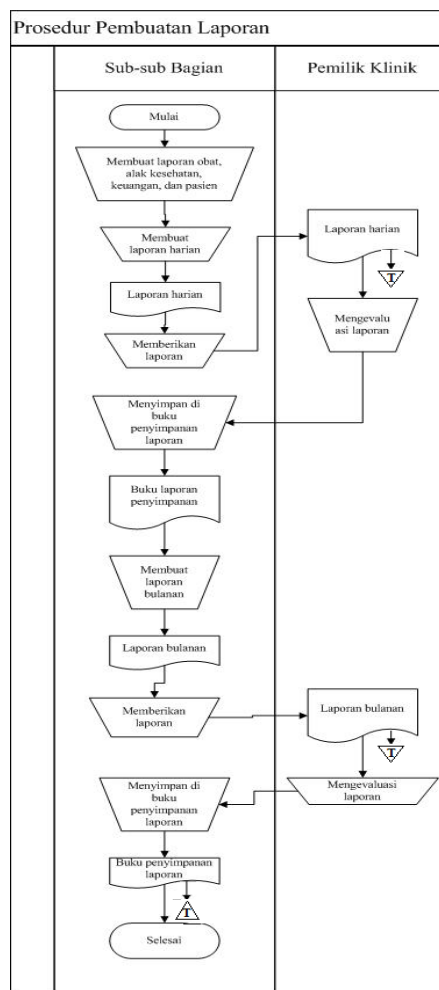 Prosedur Pembuatan Laporan
Sub-sub Bagian
Pemilik Klinik
Mulai
Membuat laporan obat,
alak kesehatan,
keuangan, dan pasien
Membuat
laporan harian
Laporan harian
Memberikan
laporan
Laporan harian
T
Mengevalu
asi laporan
Menyimpan di
buku
penyimpanan
laporan
Buku laporan
penyimpanan
Membuat
laporan
bulanan
Laporan bulanan
Memberikan
laporan
Laporan bulanan
T
Mengevaluasi
laporan
Menyimpan di
buku
penyimpanan
laporan
Buku penyimpanan
laporan
T
Selesai